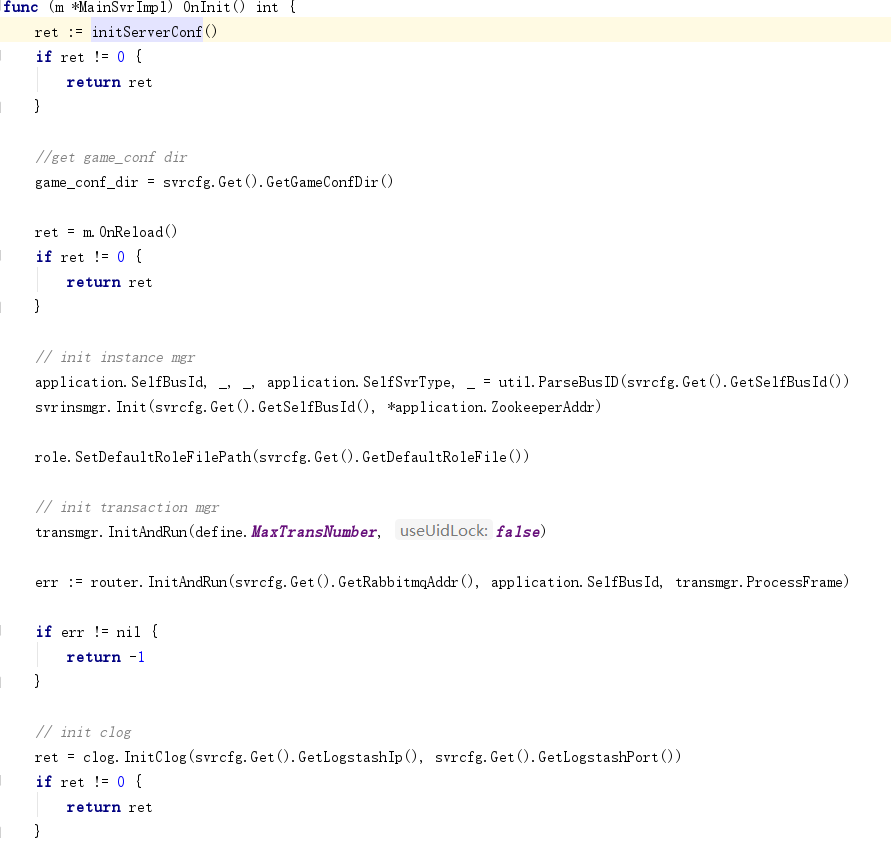 func (m *MainSvrImpl) OnInit() int {
ret := initServerConf()
if ret != 0 {
return ret
}
//get game_conf dir
game_conf_dir = svrcfg.Get().GetGameConfDir()
ret = m.OnReload()
if ret != 0 {
return ret
}
// init instance mgr
application.SelfBusId, _, _, application.SelfSvrType, _ = util.ParseBusID(svrcfg.Get().GetSelfBusId())
svrinsmgr.Init(svrcfg.Get().GetSelfBusId(), *application.ZookeeperAddr)
role.SetDefaultRoleFilePath(svrcfg.Get().GetDefaultRoleFile())
// init transaction mgr
transmgr.InitAndRun(define.MaxTransNumber, useUidLock: false)
err := router.InitAndRun(svrcfg.Get().GetRabbitmqAddr(), application.SelfBusId, transmgr.ProcessFrame)
if err != nil {
return -1
}
// init clog
ret = clog.InitClog(svrcfg.Get().GetLogstashIp(), svrcfg.Get().GetLogstashPort())
if ret != 0 {
return ret
}